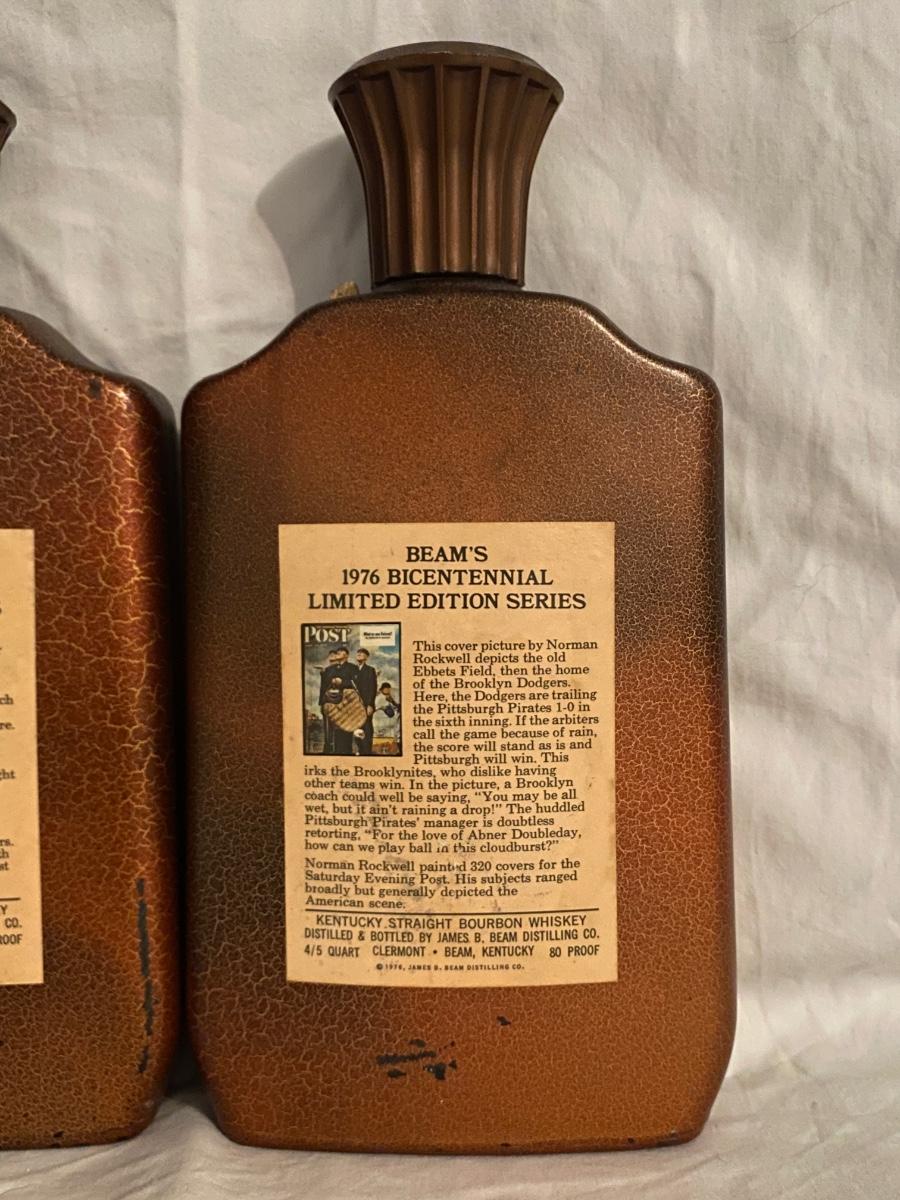 BEAM'S
1976 BICENTENNIAL
LIMITED EDITION SERIES
POST
This cover picture by Norman
Rockwell depicts the old
Ebbets Field, then the home
of the Brooklyn Dodgers.
Here, the Dodgers are trailing
the Pittsburgh Pirates 1-0 in
the sixth inning. If the arbiters
call the game because of rain,
the score will stand as is and
Pittsburgh will win. This
irks the Brooklynites, who dislike having
other teams win. In the picture, a Brooklyn
coach could well be saying, "You may be all
wet, but it ain't raining a drop!" The huddled
Pittsburgh Pirates' manager is doubtless
retorting, "For the love of Abner Doubleday,
how can we play ball in this cloudburst?"
Norman Rockwell painted 320 covers for the
Saturday Evening Post. His subjects ranged
broadly but generally depicted the
American scene.
KENTUCKY STRAIGHT BOURBON WHISKEY
DISTILLED & BOTTLED BY JAMES B. BEAM DISTILLING CO.
4/5 QUART CLERMONT • BEAM, KENTUCKY 80 PROOF
©1976, JAMES B. BEAM DISTILLING CO.
ch
re.
ht
rs.
th
st
Y
CO.
ROOF